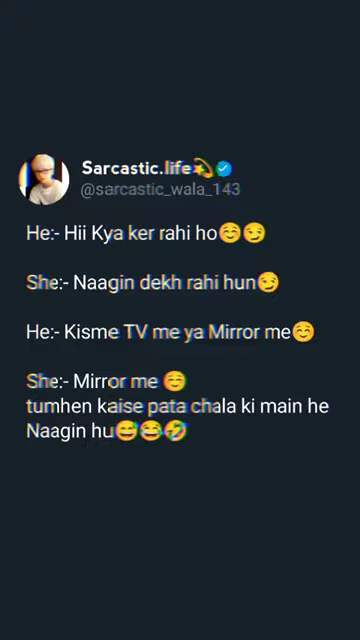 Sarcastic.life💫
@sarcastic_wala_143
He:- Hii Kya ker rahi ho☺️😏
She:- Naagin dekh rahi hun😏
He:- Kisme TV me ya Mirror me☺️
She:- Mirror me ☺️
tumhen kaise pata chala ki main he
Naagin hu😅😂🤣